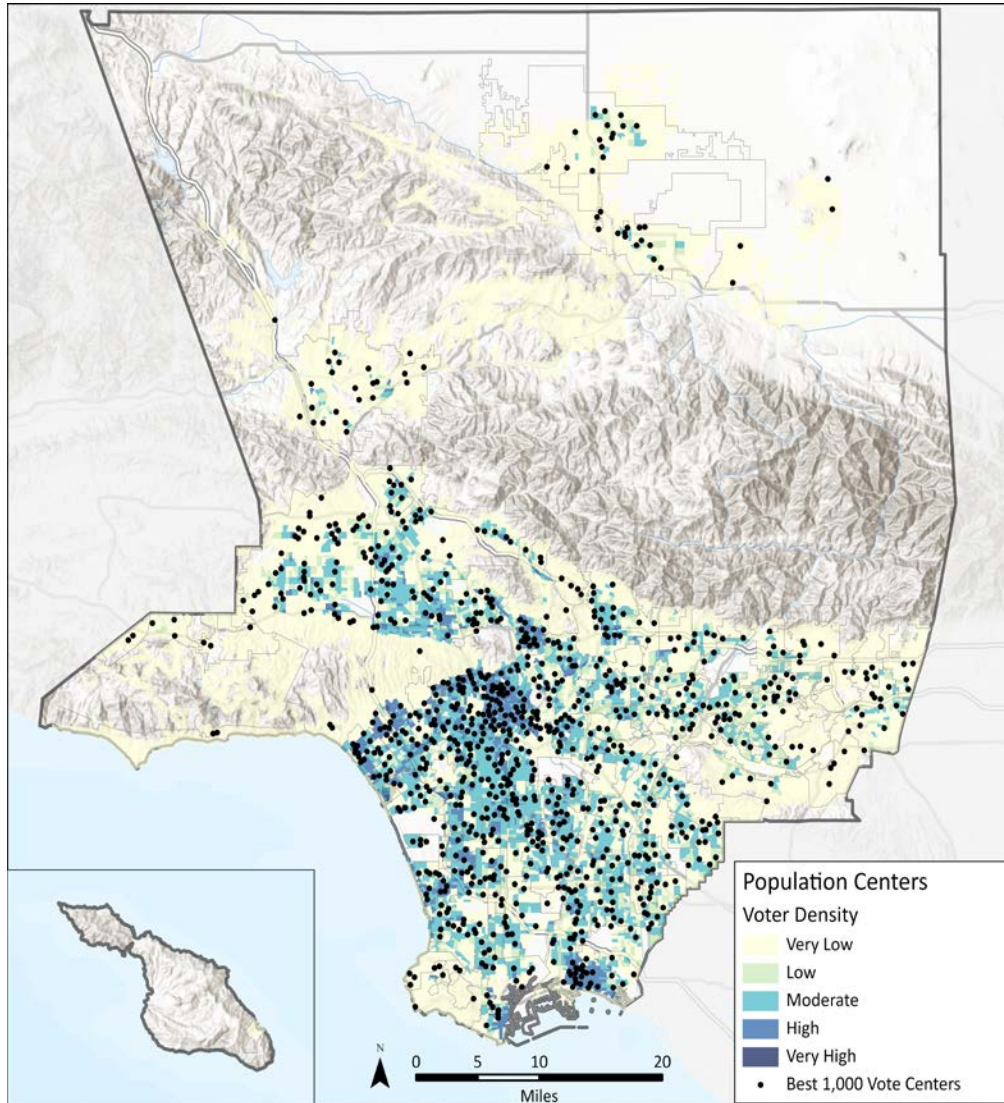 Population Centers
Voter Density
Very Low
Low
Moderate
High
Very High
Best 1,000 Vote Centers
N
0 5 10 20
Miles